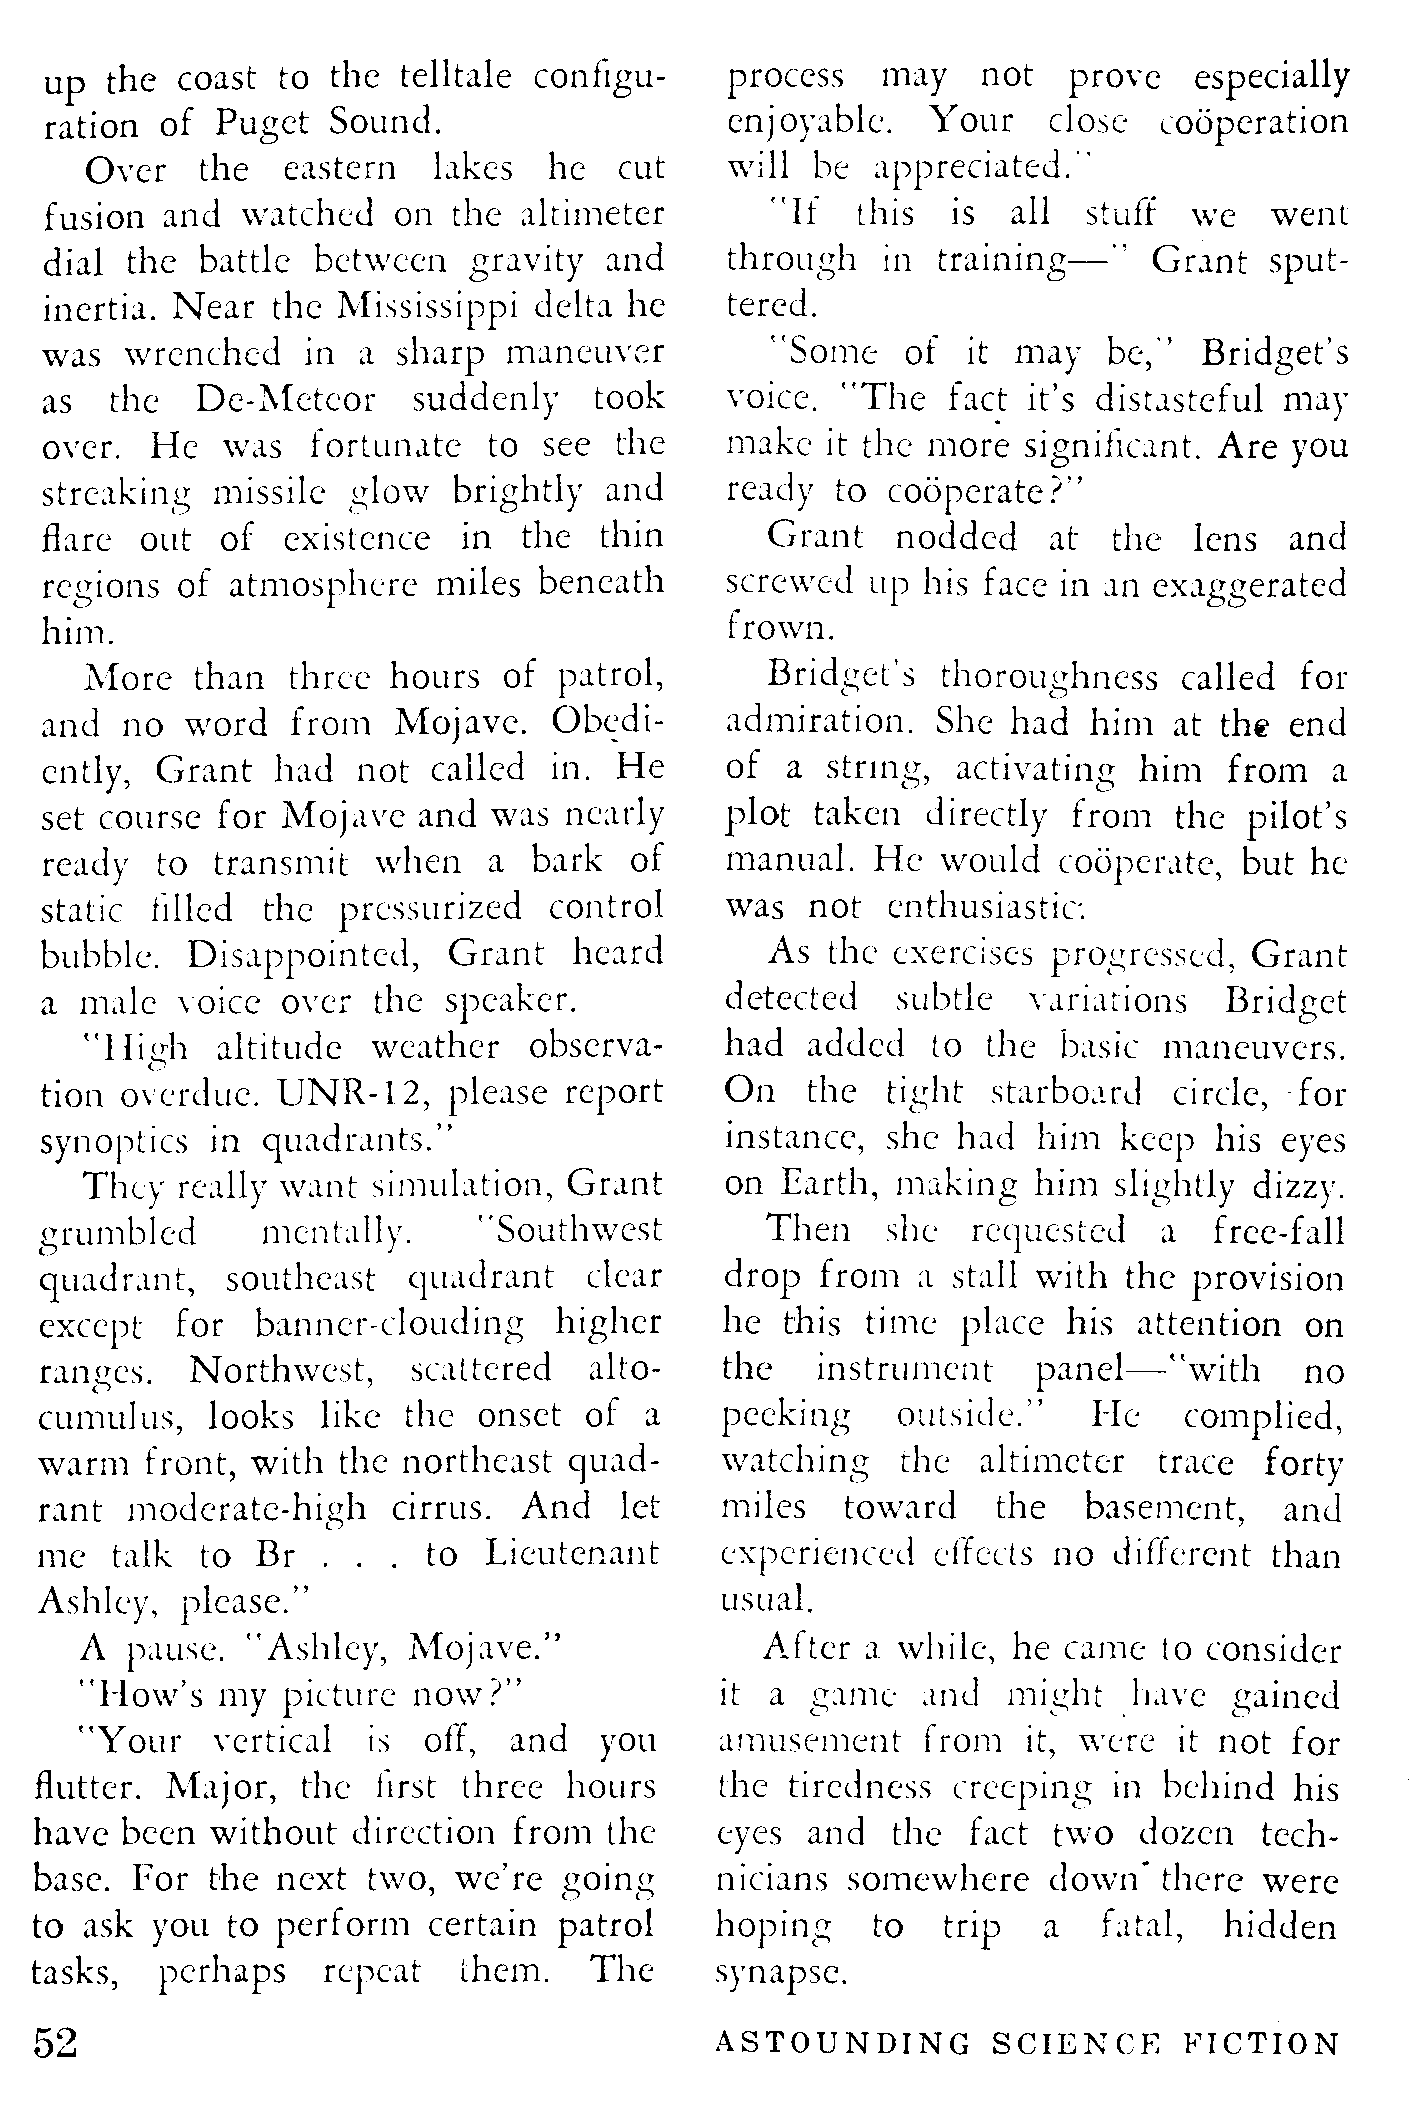 up the coast to the telltale configu-
ration of Puget Sound.
Over the eastern lakes he cut
fusion and watched on the altimeter
dial the battle between gravity and
inertia. Near the Mississippi delta he
was wrenched in a sharp maneuver
as the De-Meteor suddenly took
over. He was fortunate to see the
streaking missile glow brightly and
flare out of existence in the thin
regions of atmosphere miles beneath
him.
More than three hours of patrol,
and no word from Mojave. Obedi-
ently, Grant had not called in. He
set course for Mojave and was nearly
ready to transmit when a bark of
static filled the pressurized control
bubble. Disappointed, Grant heard
a male voice over the speaker.
"High altitude weather observa-
tion overdue. UNR-12, please report
synoptics in quadrants."
They really want simulation, Grant
grumbled mentally. "Southwest
quadrant, southeast quadrant clear
except for banner-clouding higher
ranges. Northwest, scattered alto-
cumulus, looks like the onset of a
warm front, with the northeast quad-
rant moderate-high cirrus. And let
me talk to Br . . . to Lieutenant
Ashley, please."
A pause. "Ashley, Mojave."
"How's my picture now?"
"Your vertical is off, and you
flutter. Major, the first three hours
have been without direction from the
base. For the next two, we're going
to ask you to perform certain patrol
tasks, perhaps repeat them. The
process may not prove especially
enjoyable. Your close coöperation
will be appreciated."
"If this is all stuff we went
through in training—" Grant sput-
tered.
"Some of it may be," Bridget's
voice. "The fact it's distasteful may
make it the more significant. Are you
ready to coöperate?"
Grant nodded at the lens and
screwed up his face in an exaggerated
frown.
Bridget's thoroughness called for
admiration. She had him at the end
of a string, activating him from a
plot taken directly from the pilot's
manual. He would coöperate, but he
was not enthusiastic.
As the exercises progressed, Grant
detected subtle variations Bridget
had added to the basic maneuvers.
On the tight starboard circle, for
instance, she had him keep his eyes
on Earth, making him slightly dizzy.
Then she requested a free-fall
drop from a stall with the provision
he this time place his attention on
the instrument panel—"with no
peeking outside." He complied,
watching the altimeter trace forty
miles toward the basement, and
experienced effects no different than
usual.
After a while, he came to consider
it a game and might have gained
amusement from it, were it not for
the tiredness creeping in behind his
eyes and the fact two dozen tech-
nicians somewhere down there were
hoping to trip a fatal, hidden
synapse.
52
ASTOUNDING SCIENCE FICTION